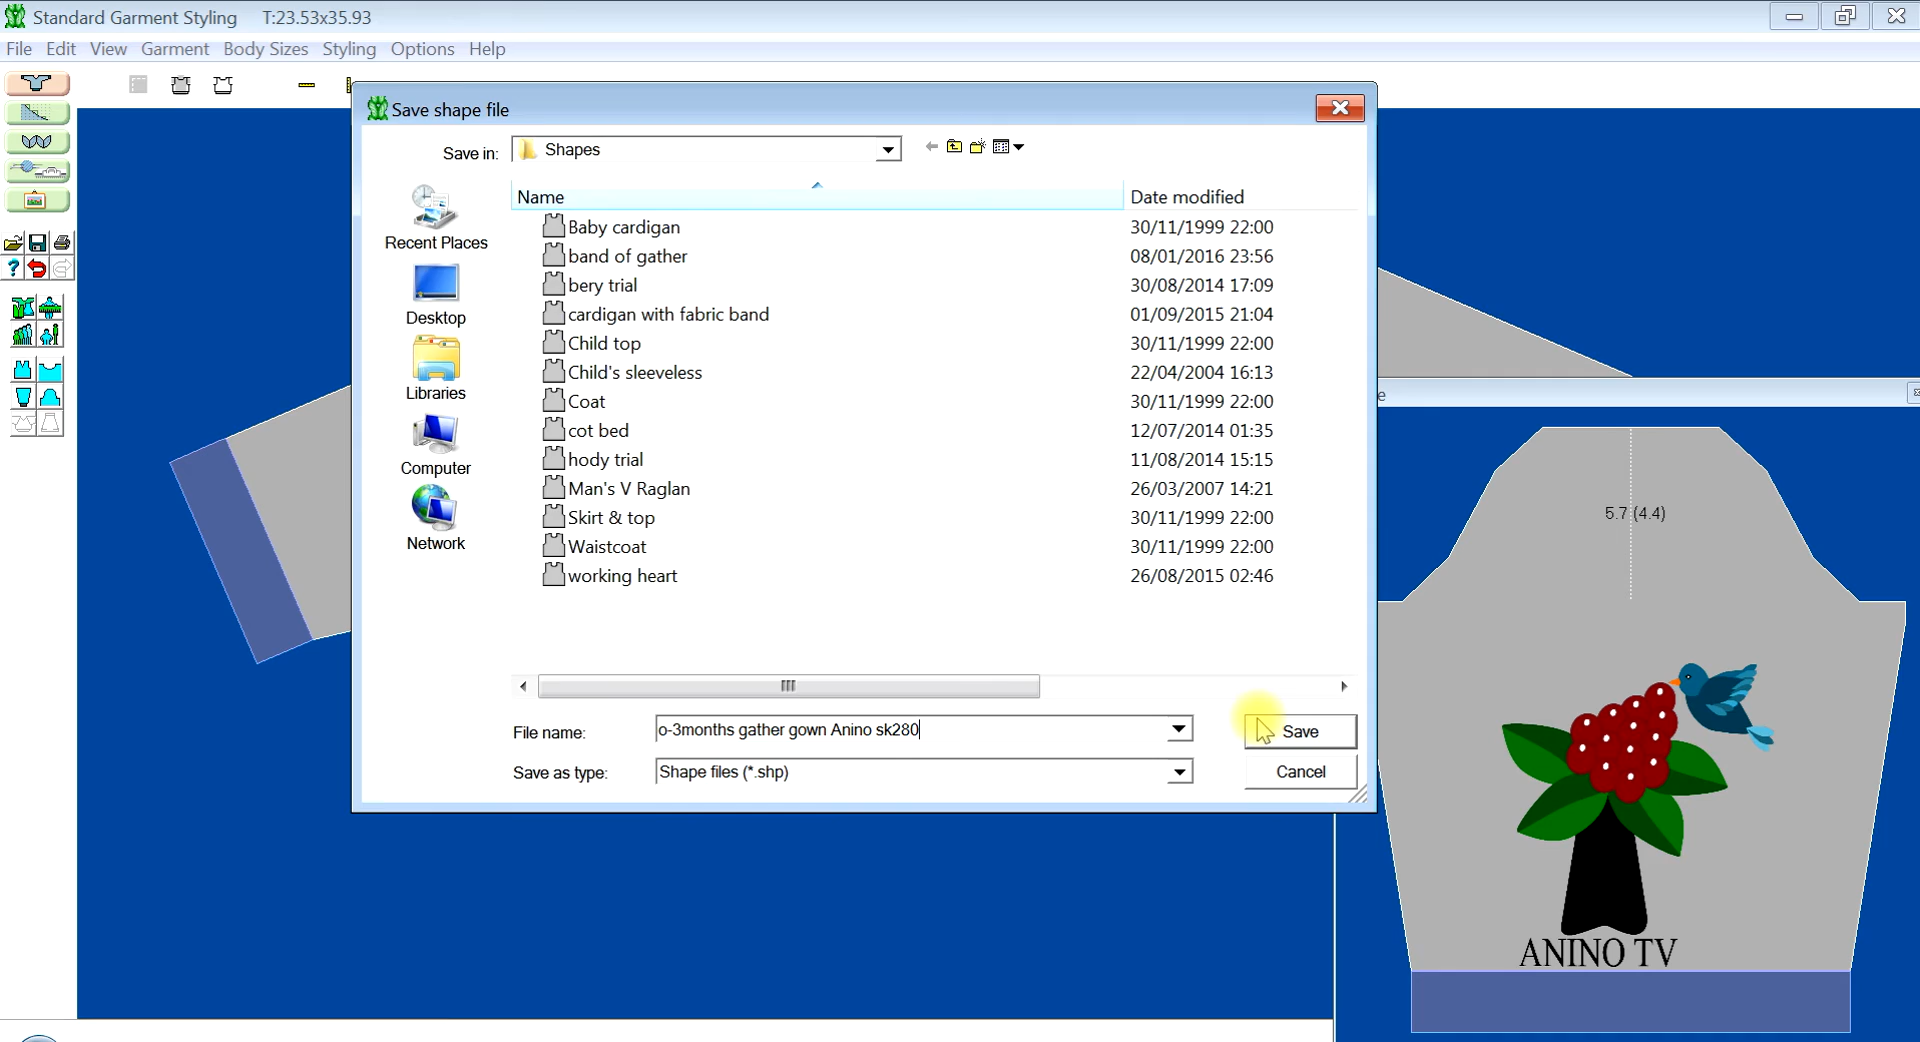 Standard Garment Styling T:23.53x35.93
File Edit View Garment Body Sizes Styling Options Help
Save shape file
Save in: Shapes
Name Date modified
Recent Places
Desktop
Libraries
Computer
Network
Baby cardigan 30/11/1999 22:00
band of gather 08/01/2016 23:56
bery trial 30/08/2014 17:09
cardigan with fabric band 01/09/2015 21:04
Child top 30/11/1999 22:00
Child's sleeveless 22/04/2004 16:13
Coat 30/11/1999 22:00
cot bed 12/07/2014 01:35
hody trial 11/08/2014 15:15
Man's V Raglan 26/03/2007 14:21
Skirt & top 30/11/1999 22:00
Waistcoat 30/11/1999 22:00
working heart 26/08/2015 02:46
File name: o-3months gather gown Anino sk280 Save
Save as type: Shape files (*.shp) Cancel
e
5.7 (4.4)
ANINO TV